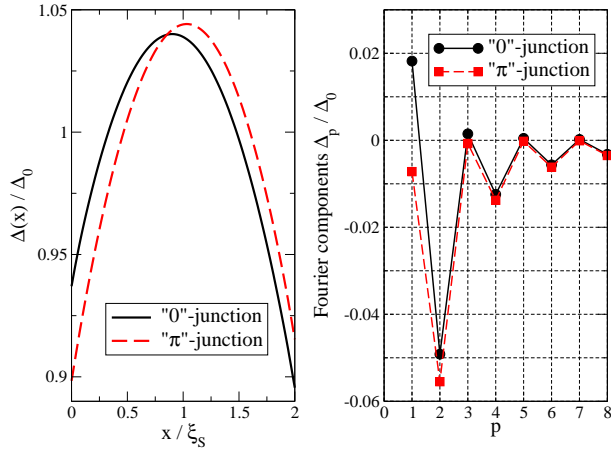 1.05
1
0.95
0.9
Δ(x) / Δ0
0
0.5
1
1.5
2
x / ξS
"0"-junction
"π"-junction
0.02
0
-0.02
-0.04
-0.06
Fourier components Δp / Δ0
0
1
2
3
4
5
6
7
8
p
"0"-junction
"π"-junction